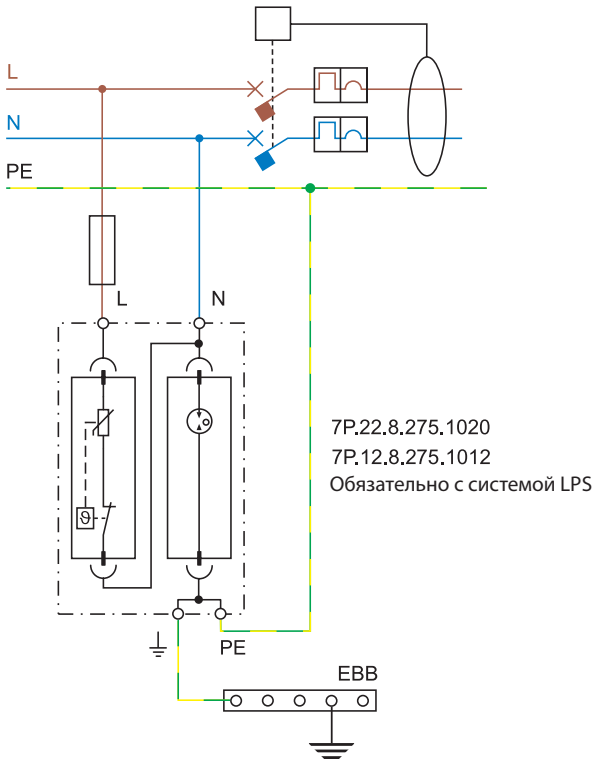 L
N
PE
L
N
7P.22.8.275.1020
7P.12.8.275.1012
Обязательно с системой LPS
ϑ
PE
EBB